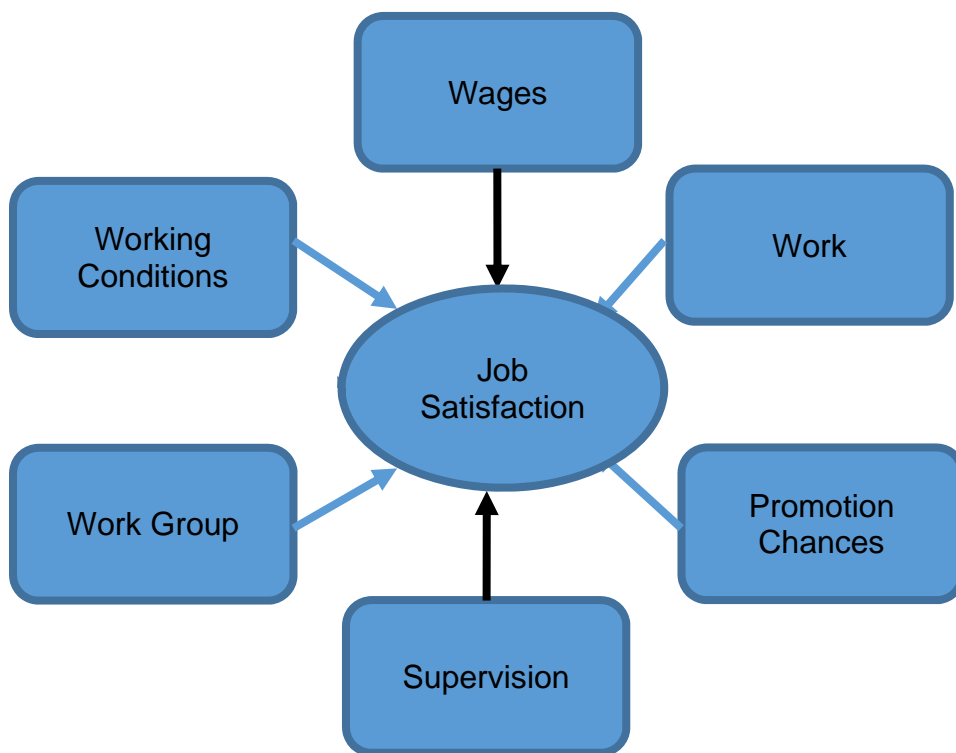 Wages
Working
Conditions
Work
Job
Satisfaction
Work Group
Promotion
Chances
Supervision